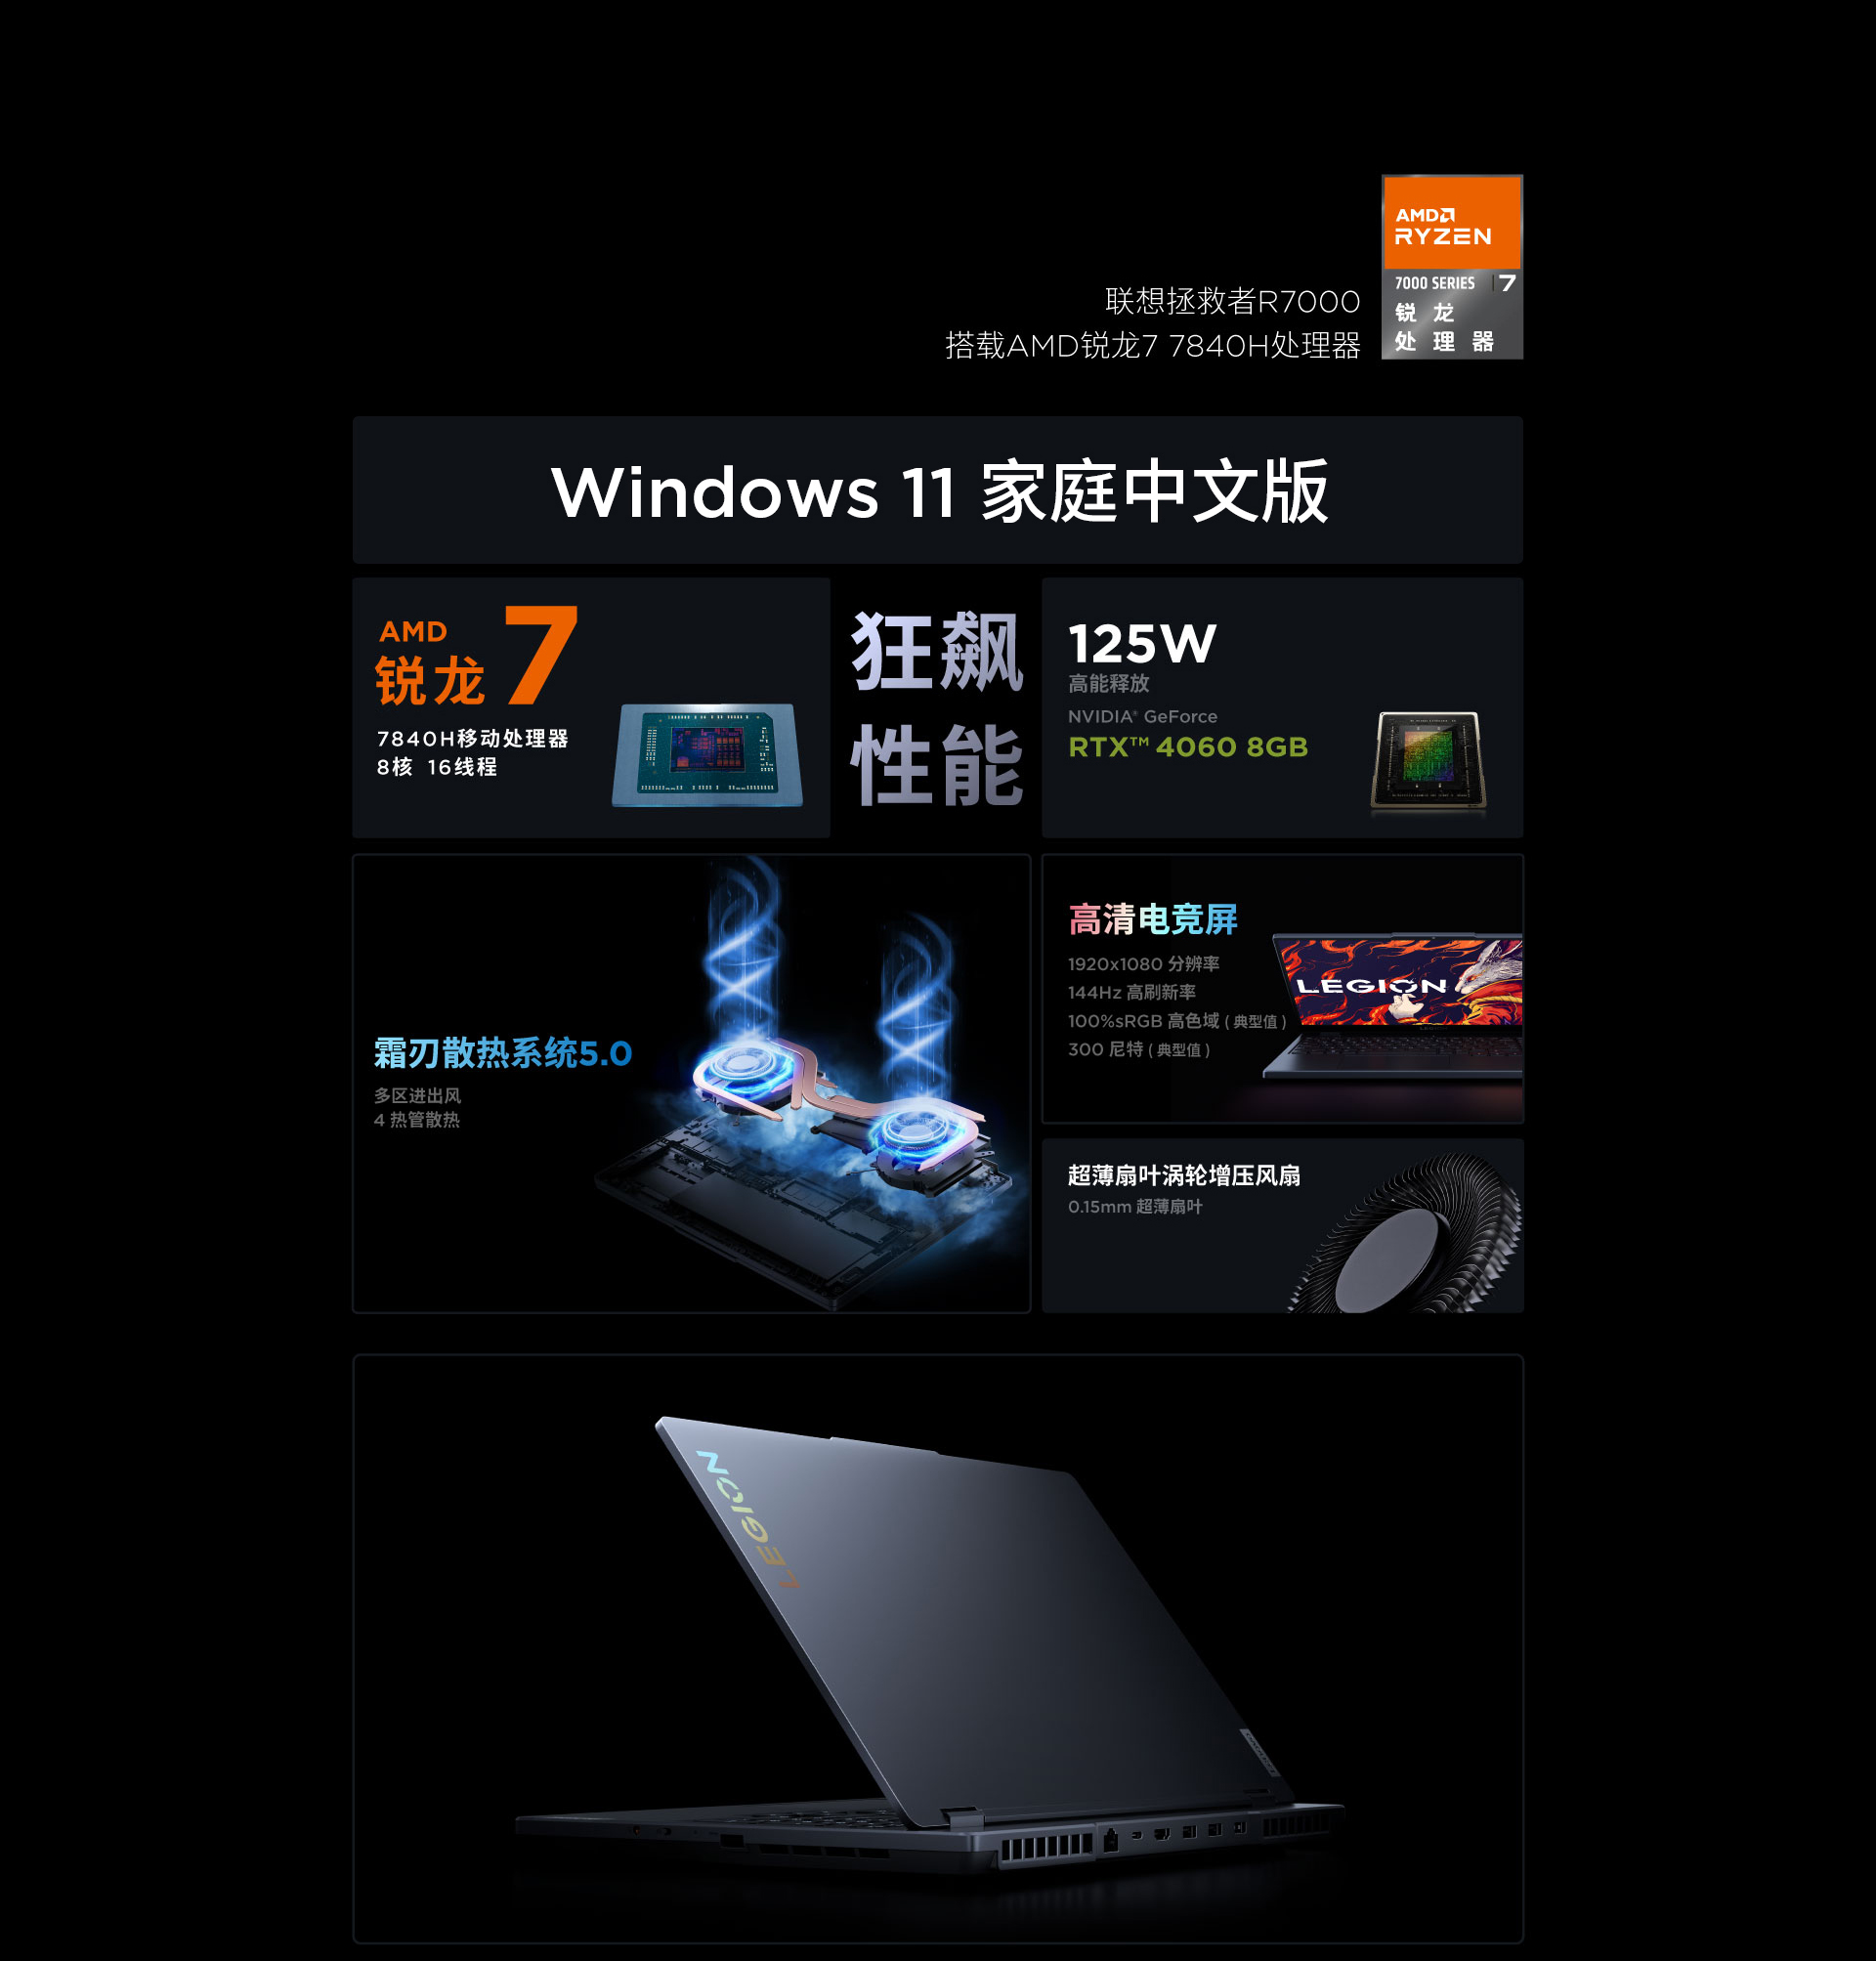 AMD
RYZEN
7000 SERIES 7
锐龙
处理器
联想拯救者R7000
搭载AMD锐龙7 7840H处理器
Windows 11 家庭中文版
AMD
锐龙 7
7840H移动处理器
8核 16线程
狂飙
性能
125W
高能释放
NVIDIA® GeForce
RTX™ 4060 8GB
霜刃散热系统5.0
多区进出风
4 热管散热
高清电竞屏
1920x1080 分辨率
144Hz 高刷新率
100%sRGB 高色域 ( 典型值 )
300 尼特 ( 典型值 )
LEGION
超薄扇叶涡轮增压风扇
0.15mm 超薄扇叶
LEGION